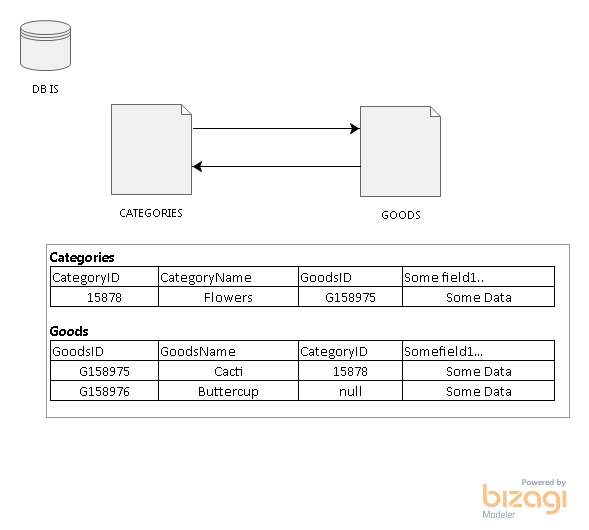 DB IS
CATEGORIES
GOODS
Categories
CategoryID CategoryName GoodsID Some field1..
15878 Flowers G158975 Some Data
Goods
GoodsID GoodsName CategoryID Somefield1...
G158975 Cacti 15878 Some Data
G158976 Buttercup null Some Data
Powered by
bizagi
Modeler